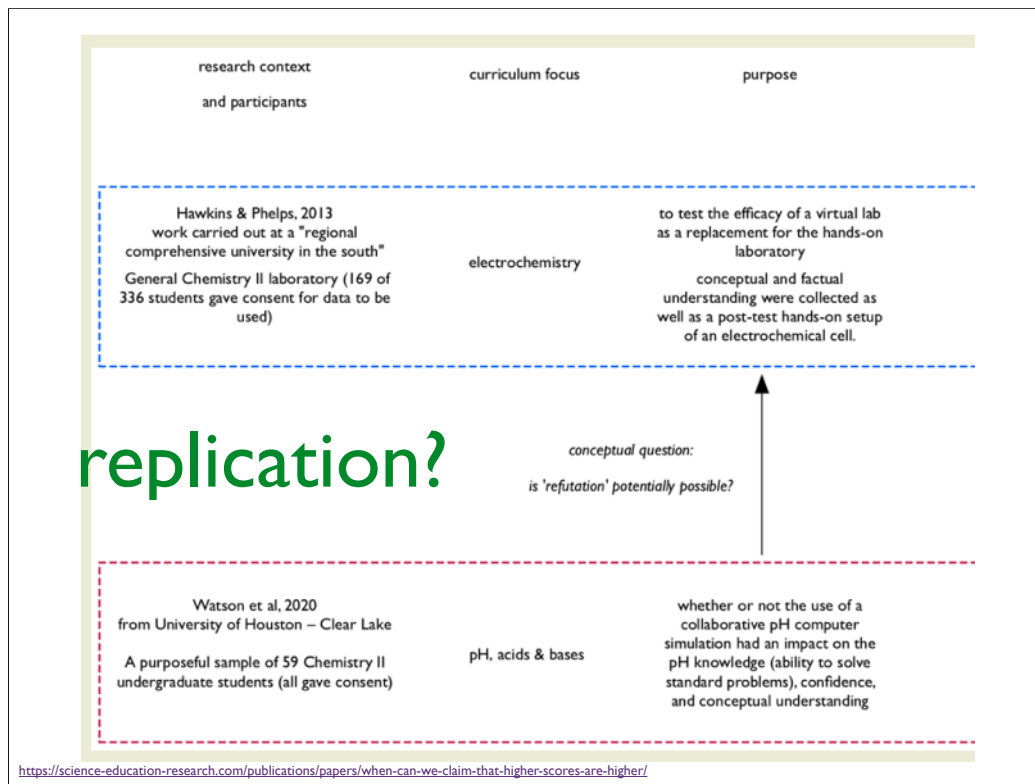 research context
and participants
curriculum focus
purpose
Hawkins & Phelps, 2013
work carried out at a "regional
comprehensive university in the south"
General Chemistry II laboratory (169 of
336 students gave consent for data to be
used)
electrochemistry
to test the efficacy of a virtual lab
as a replacement for the hands-on
laboratory
conceptual and factual
understanding were collected as
well as a post-test hands-on setup
of an electrochemical cell.
replication?
conceptual question:
is 'refutation' potentially possible?
Watson et al, 2020
from University of Houston – Clear Lake
A purposeful sample of 59 Chemistry II
undergraduate students (all gave consent)
pH, acids & bases
whether or not the use of a
collaborative pH computer
simulation had an impact on the
pH knowledge (ability to solve
standard problems), confidence,
and conceptual understanding
https://science-education-research.com/publications/papers/when-can-we-claim-that-higher-scores-are-higher/